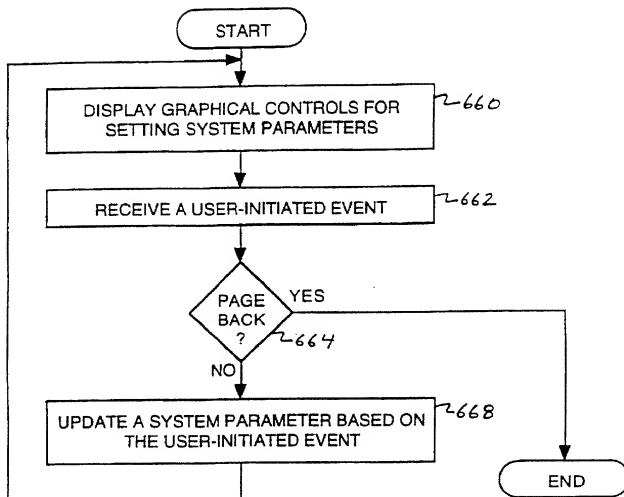 START
DISPLAY GRAPHICAL CONTROLS FOR
SETTING SYSTEM PARAMETERS
660
RECEIVE A USER-INITIATED EVENT
662
PAGE
BACK
?
YES
664
NO
UPDATE A SYSTEM PARAMETER BASED ON
THE USER-INITIATED EVENT
668
END